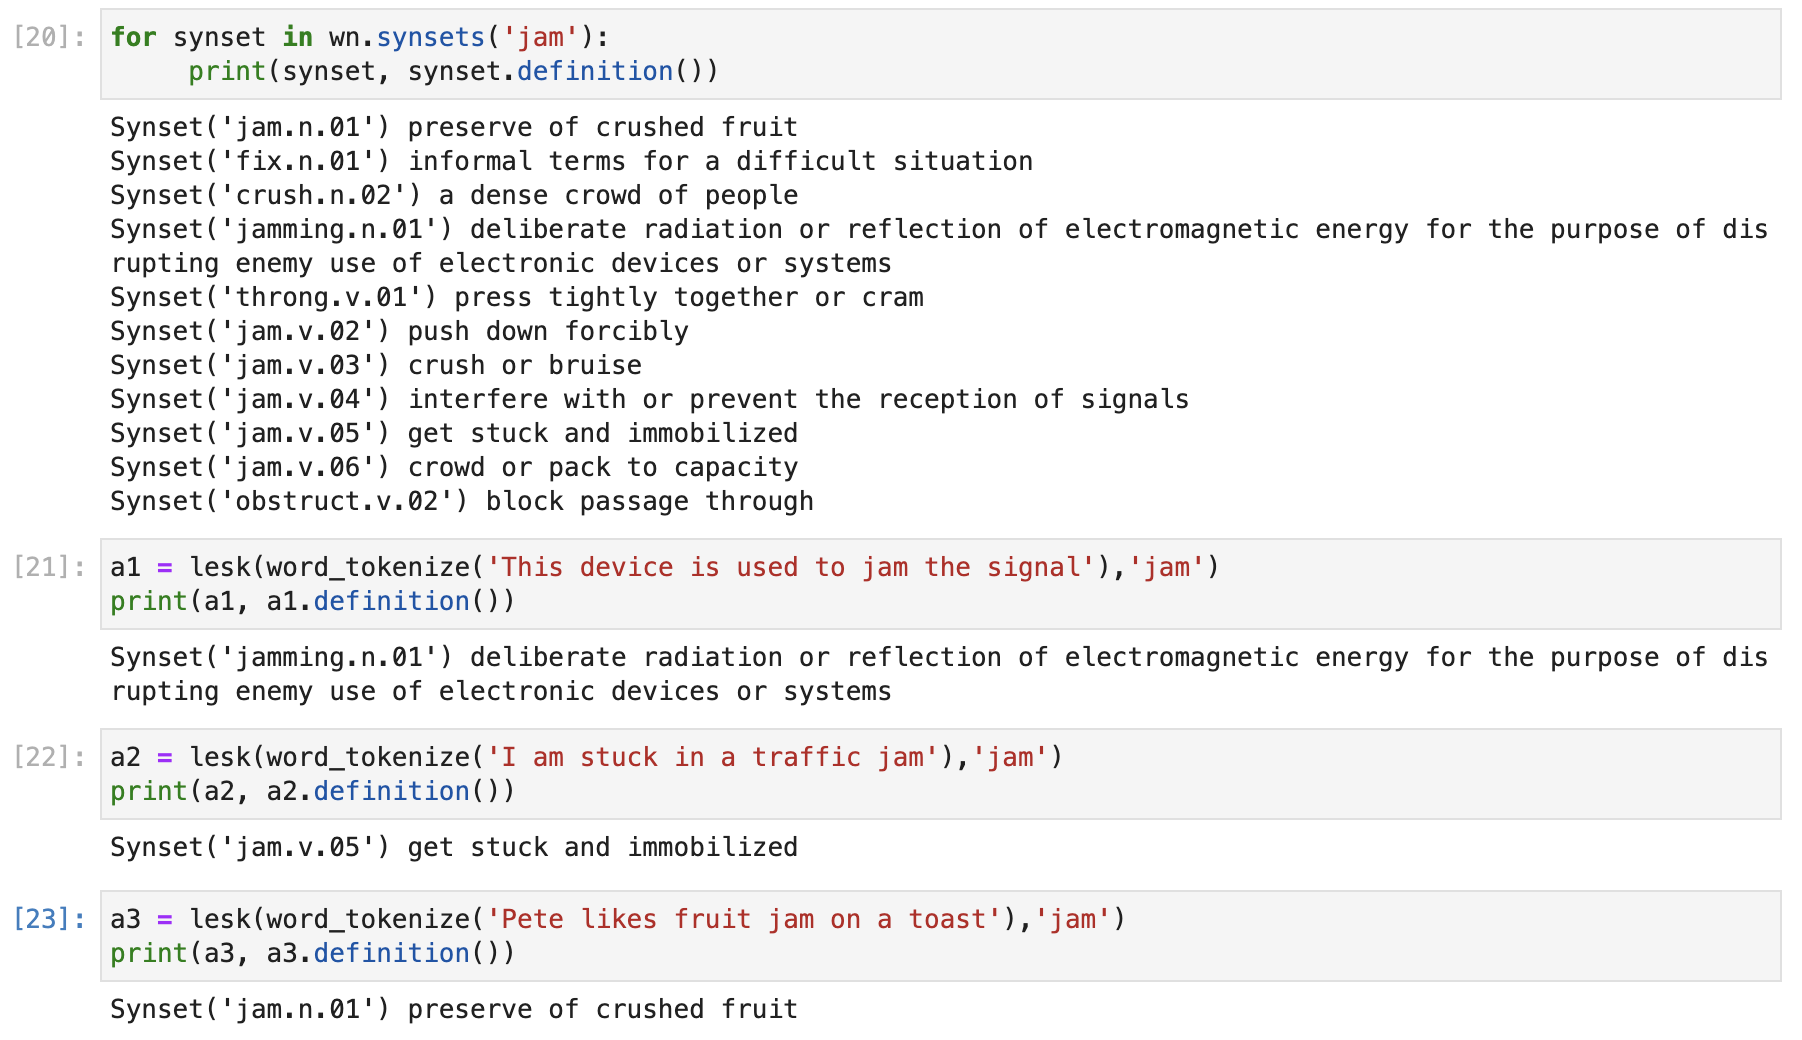 [20]: for synset in wn.synsets('jam'):
     print(synset, synset.definition())
Synset('jam.n.01') preserve of crushed fruit
Synset('fix.n.01') informal terms for a difficult situation
Synset('crush.n.02') a dense crowd of people
Synset('jamming.n.01') deliberate radiation or reflection of electromagnetic energy for the purpose of dis
rupting enemy use of electronic devices or systems
Synset('throng.v.01') press tightly together or cram
Synset('jam.v.02') push down forcibly
Synset('jam.v.03') crush or bruise
Synset('jam.v.04') interfere with or prevent the reception of signals
Synset('jam.v.05') get stuck and immobilized
Synset('jam.v.06') crowd or pack to capacity
Synset('obstruct.v.02') block passage through
[21]: a1 = lesk(word_tokenize('This device is used to jam the signal'),'jam')
print(a1, a1.definition())
Synset('jamming.n.01') deliberate radiation or reflection of electromagnetic energy for the purpose of dis
rupting enemy use of electronic devices or systems
[22]: a2 = lesk(word_tokenize('I am stuck in a traffic jam'),'jam')
print(a2, a2.definition())
Synset('jam.v.05') get stuck and immobilized
[23]: a3 = lesk(word_tokenize('Pete likes fruit jam on a toast'),'jam')
print(a3, a3.definition())
Synset('jam.n.01') preserve of crushed fruit